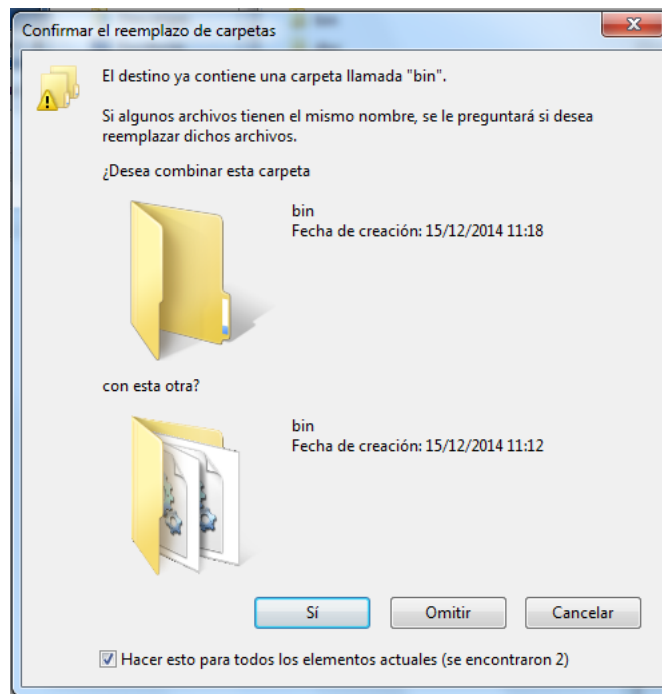 Confirmar el reemplazo de carpetas
El destino ya contiene una carpeta llamada "bin".
Si algunos archivos tienen el mismo nombre, se le preguntará si desea
reemplazar dichos archivos.
¿Desea combinar esta carpeta
bin
Fecha de creación: 15/12/2014 11:18
con esta otra?
bin
Fecha de creación: 15/12/2014 11:12
Sí Omitir Cancelar
Hacer esto para todos los elementos actuales (se encontraron 2)